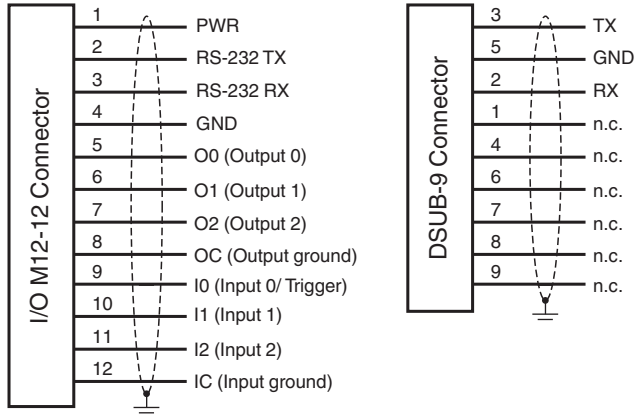 I/O M12-12 Connector
1 PWR
2 RS-232 TX
3 RS-232 RX
4 GND
5 O0 (Output 0)
6 O1 (Output 1)
7 O2 (Output 2)
8 OC (Output ground)
9 I0 (Input 0/ Trigger)
10 I1 (Input 1)
11 I2 (Input 2)
12 IC (Input ground)
DSUB-9 Connector
3 TX
5 GND
2 RX
1 n.c.
4 n.c.
6 n.c.
7 n.c.
8 n.c.
9 n.c.